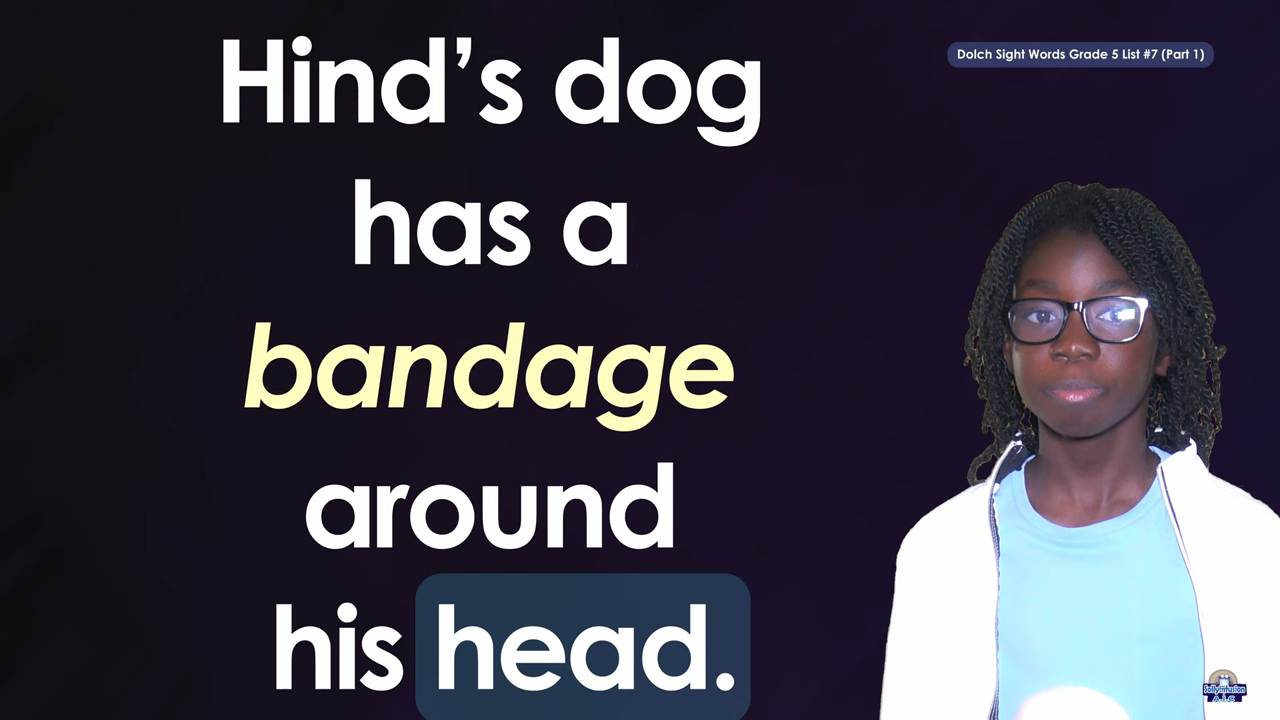 Hind’s dog
has a
bandage
around
his head.
Dolch Sight Words Grade 5 List #7 (Part 1)